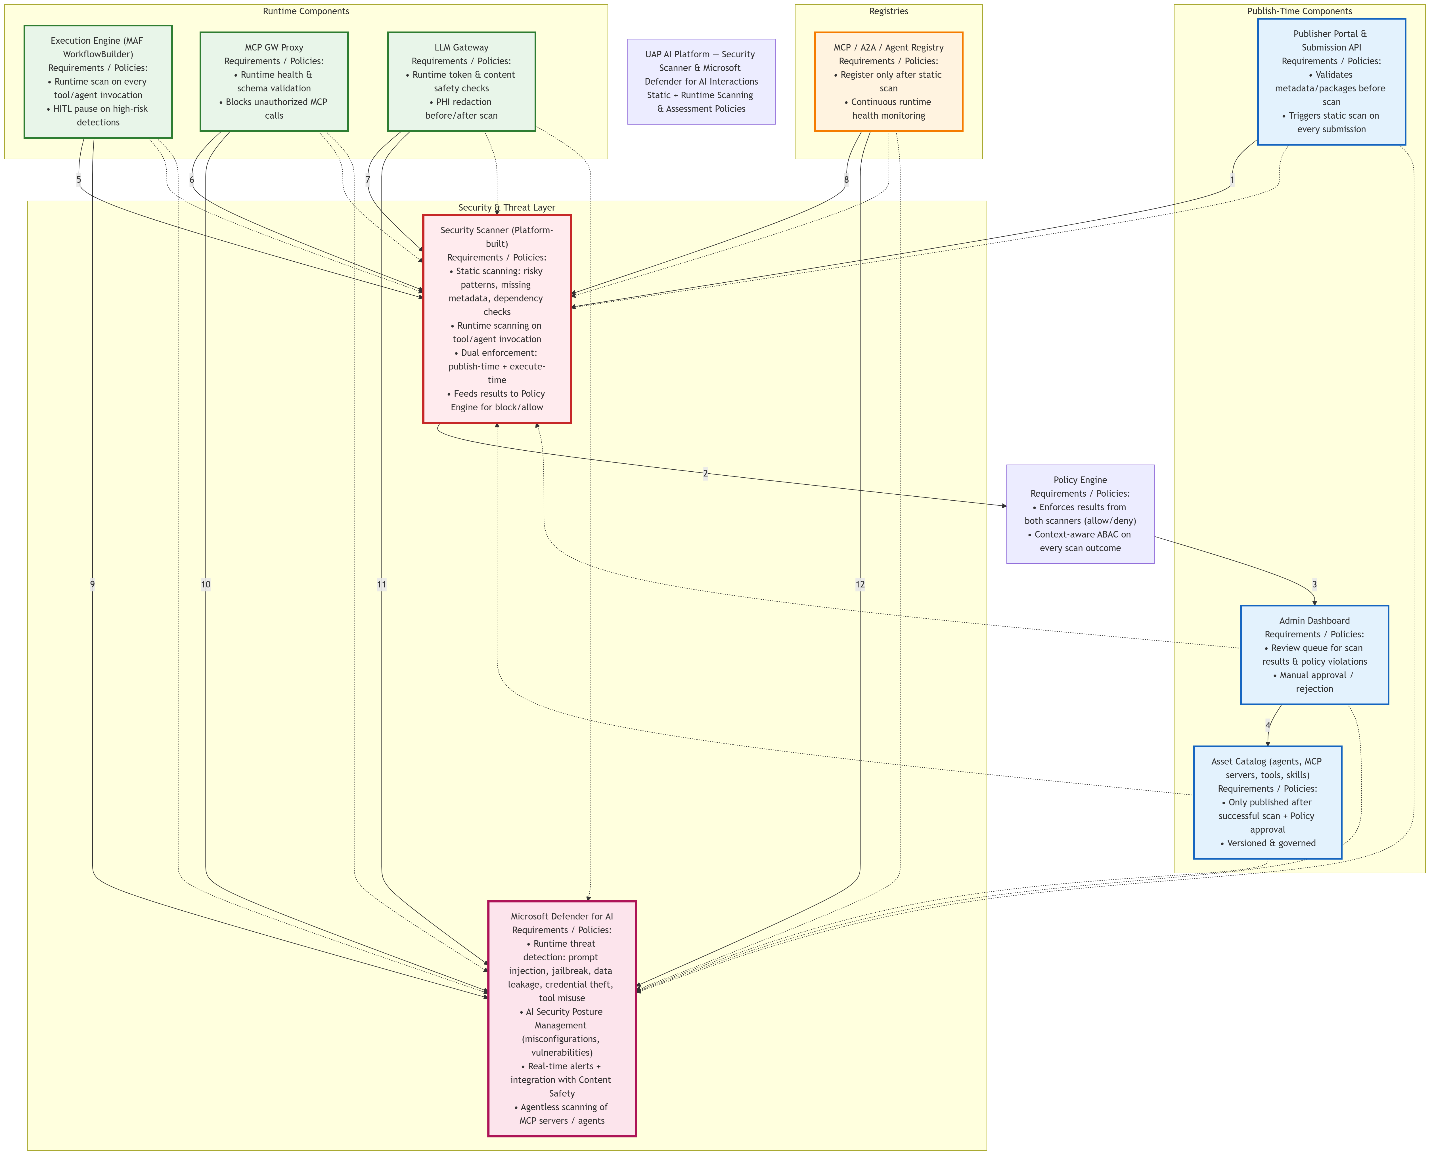 Runtime Components
Execution Engine (MAF
WorkflowBuilder)
Requirements / Policies:
• Runtime scan on every
tool/agent invocation
• HITL pause on high-risk
detections
MCP GW Proxy
Requirements / Policies:
• Runtime health &
schema validation
• Blocks unauthorized MCP
calls
LLM Gateway
Requirements / Policies:
• Runtime token & content
safety checks
• PHI redaction
before/after scan
UAP AI Platform — Security
Scanner & Microsoft
Defender for AI Interactions
Static + Runtime Scanning
& Assessment Policies
Registries
MCP / A2A / Agent Registry
Requirements / Policies:
• Register only after static
scan
• Continuous runtime
health monitoring
Publish-Time Components
Publisher Portal &
Submission API
Requirements / Policies:
• Validates
metadata/packages before
scan
• Triggers static scan on
every submission
5
6
7
8
1
Security & Threat Layer
Security Scanner (Platform-
built)
Requirements / Policies:
• Static scanning: risky
patterns, missing
metadata, dependency
checks
• Runtime scanning on
tool/agent invocation
• Dual enforcement:
publish-time + execute-
time
• Feeds results to Policy
Engine for block/allow
2
Policy Engine
Requirements / Policies:
• Enforces results from
both scanners (allow/deny)
• Context-aware ABAC on
every scan outcome
9
10
11
12
3
Admin Dashboard
Requirements / Policies:
• Review queue for scan
results & policy violations
• Manual approval /
rejection
4
Asset Catalog (agents, MCP
servers, tools, skills)
Requirements / Policies:
• Only published after
successful scan + Policy
approval
• Versioned & governed
Microsoft Defender for AI
Requirements / Policies:
• Runtime threat
detection: prompt
injection, jailbreak, data
leakage, credential theft,
tool misuse
• AI Security Posture
Management
(misconfigurations,
vulnerabilities)
• Real-time alerts +
integration with Content
Safety
• Agentless scanning of
MCP servers / agents